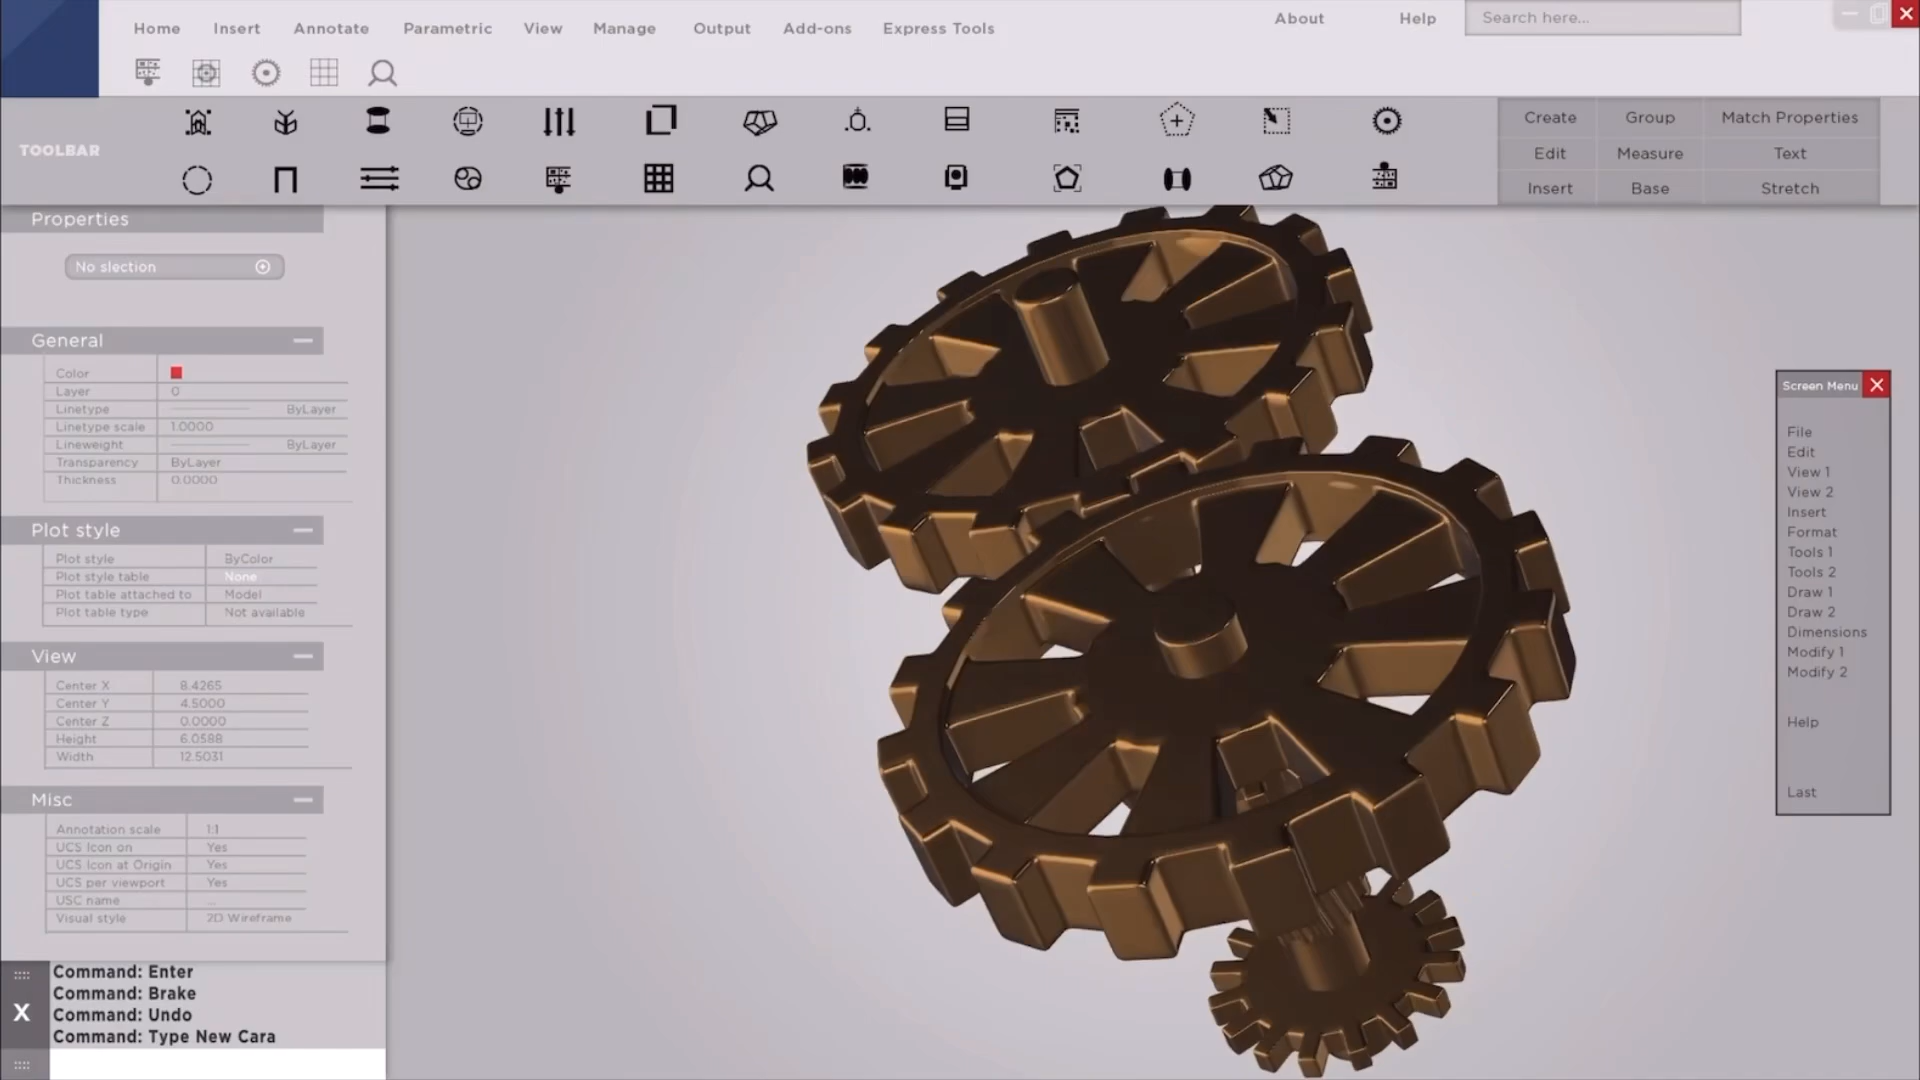 Home Insert Annotate Parametric View Manage Output Add-ons Express Tools About Help Search here...
TOOLBAR
Create Group Match Properties
Edit Measure Text
Insert Base Stretch
Properties
No slection
General
Color
Layer 0
Linetype ByLayer
Linetype scale 1.0000
Lineweight ByLayer
Transparency ByLayer
Thickness 0.0000
Plot style
Plot style ByColor
Plot style table None
Plot table attached to Model
Plot table type Not available
View
Center X 8.4265
Center Y 4.5000
Center Z 0.0000
Height 6.0588
Width 12.5031
Misc
Annotation scale 1:1
UCS Icon on Yes
UCS Icon at Origin Yes
UCS per viewport Yes
USC name ...
Visual style 2D Wireframe
X
Command: Enter
Command: Brake
Command: Undo
Command: Type New Cara
Screen Menu
File
Edit
View 1
View 2
Insert
Format
Tools 1
Tools 2
Draw 1
Draw 2
Dimensions
Modify 1
Modify 2
Help
Last